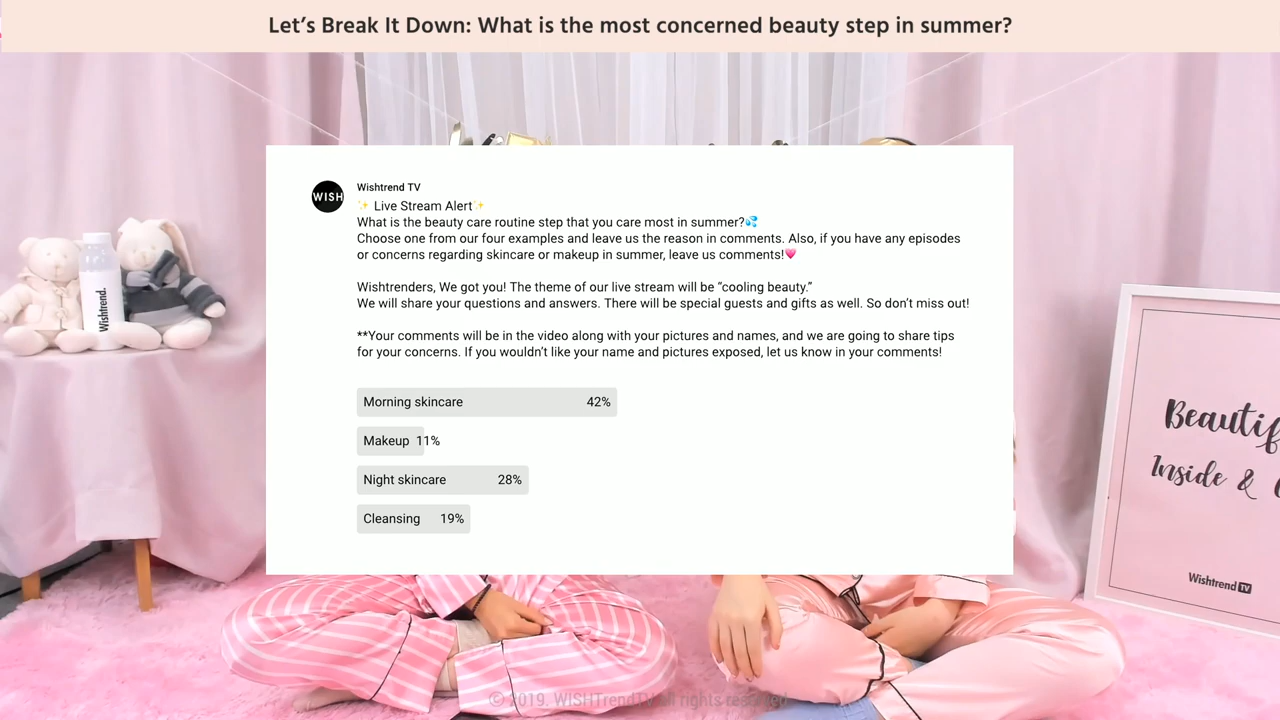 Let’s Break It Down: What is the most concerned beauty step in summer?
WISH
Wishtrend TV
✨ Live Stream Alert✨
What is the beauty care routine step that you care most in summer?💦
Choose one from our four examples and leave us the reason in comments. Also, if you have any episodes
or concerns regarding skincare or makeup in summer, leave us comments!💗
Wishtrenders, We got you! The theme of our live stream will be “cooling beauty.”
We will share your questions and answers. There will be special guests and gifts as well. So don’t miss out!
**Your comments will be in the video along with your pictures and names, and we are going to share tips
for your concerns. If you wouldn’t like your name and pictures exposed, let us know in your comments!
Morning skincare 42%
Makeup 11%
Night skincare 28%
Cleansing 19%
Wishtrend.
Beautif
Inside &
Wishtrend TV
© 2019. WISHTrendTV all rights reserved